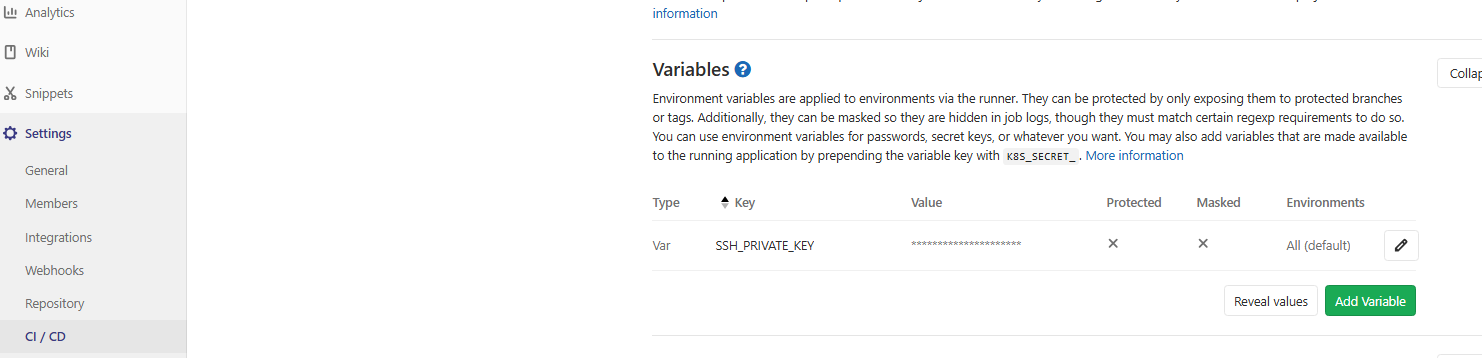 Analytics
Wiki
Snippets
Settings
General
Members
Integrations
Webhooks
Repository
CI / CD
information
Variables ?
Collap
Environment variables are applied to environments via the runner. They can be protected by only exposing them to protected branches
or tags. Additionally, they can be masked so they are hidden in job logs, though they must match certain regexp requirements to do so.
You can use environment variables for passwords, secret keys, or whatever you want. You may also add variables that are made available
to the running application by prepending the variable key with K8S_SECRET_. More information
Type Key Value Protected Masked Environments
Var SSH_PRIVATE_KEY ********************* All (default)
Reveal values Add Variable